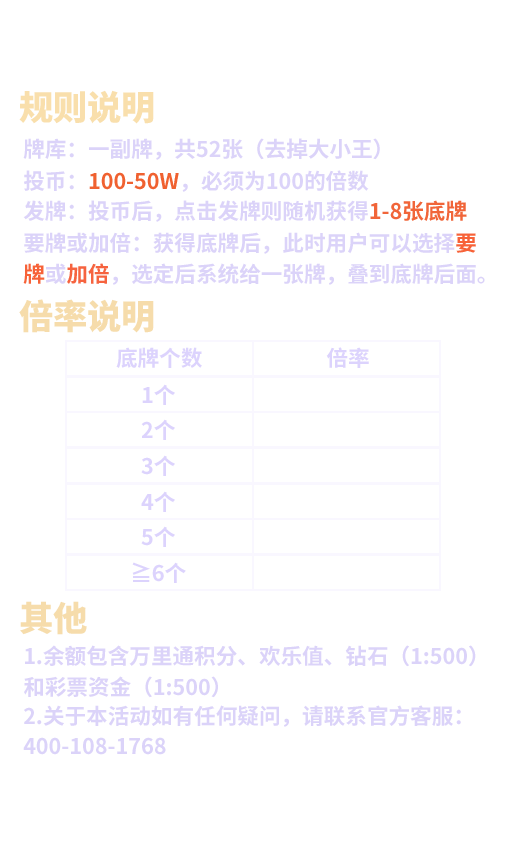 规则说明
牌库：一副牌，共52张（去掉大小王）
投币：100-50W，必须为100的倍数
发牌：投币后，点击发牌则随机获得1-8张底牌
要牌或加倍：获得底牌后，此时用户可以选择要
牌或加倍，选定后系统给一张牌，叠到底牌后面。
倍率说明
底牌个数 倍率
1个
2个
3个
4个
5个
≧6个
其他
1.余额包含万里通积分、欢乐值、钻石（1:500）
和彩票资金（1:500）
2.关于本活动如有任何疑问，请联系官方客服：
400-108-1768